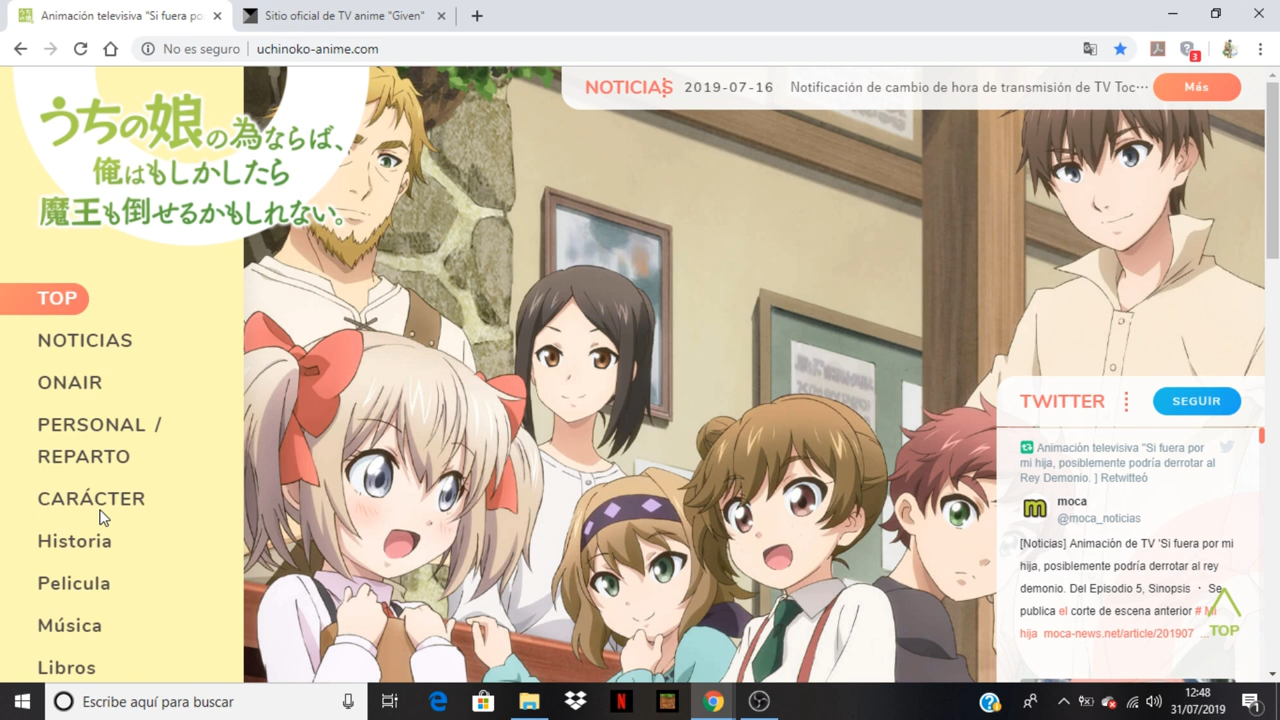 Animación televisiva "Si fuera po
Sitio oficial de TV anime "Given"
No es seguro
uchinoko-anime.com
3
うちの娘の為ならば、
俺はもしかしたら
魔王も倒せるかもしれない。
NOTICIAS
2019-07-16
Notificación de cambio de hora de transmisión de TV Toc···
Más
TOP
NOTICIAS
ONAIR
PERSONAL /
REPARTO
CARÁCTER
Historia
Pelicula
Música
Libros
TWITTER
SEGUIR
Animación televisiva "Si fuera por
mi hija, posiblemente podría derrotar al
Rey Demonio. ] Retwitteó
moca
@moca_noticias
[Noticias] Animación de TV 'Si fuera por mi
hija, posiblemente podría derrotar al rey
demonio. Del Episodio 5, Sinopsis ・ Se
publica el corte de escena anterior # Mi
hija moca-news.net/article/201907 ...
TOP
Escribe aquí para buscar
12:48
31/07/2019
1